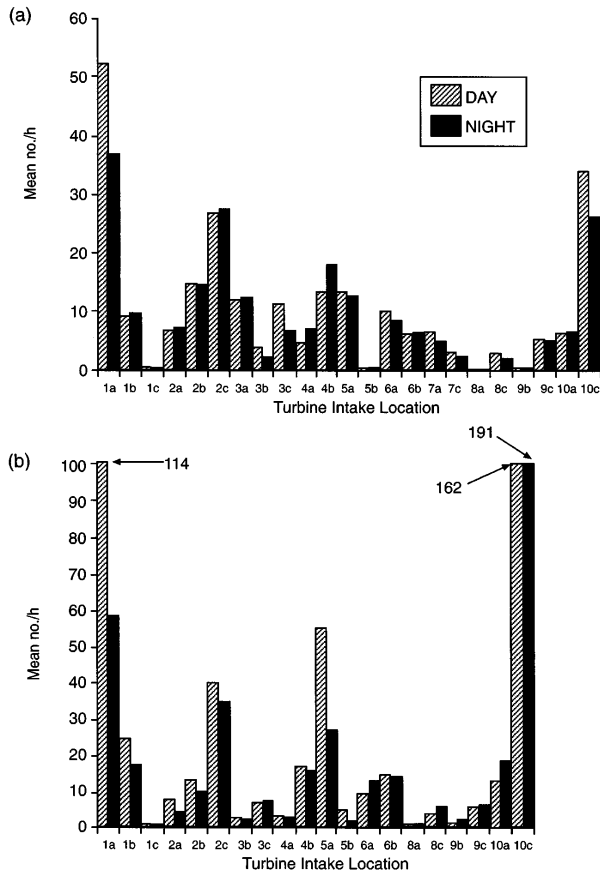 (a)
60
50
40
30
20
10
0
Mean no./h
DAY
NIGHT
1a 1b 1c 2a 2b 2c 3a 3b 3c 4a 4b 5a 5b 6a 6b 7a 7c 8a 8c 9b 9c 10a 10c
Turbine Intake Location
(b)
191
114
162
100
90
80
70
60
50
40
30
20
10
0
Mean no./h
1a 1b 1c 2a 2b 2c 3b 3c 4a 4b 5a 5b 6a 6b 8a 8c 9b 9c 10a 10c
Turbine Intake Location